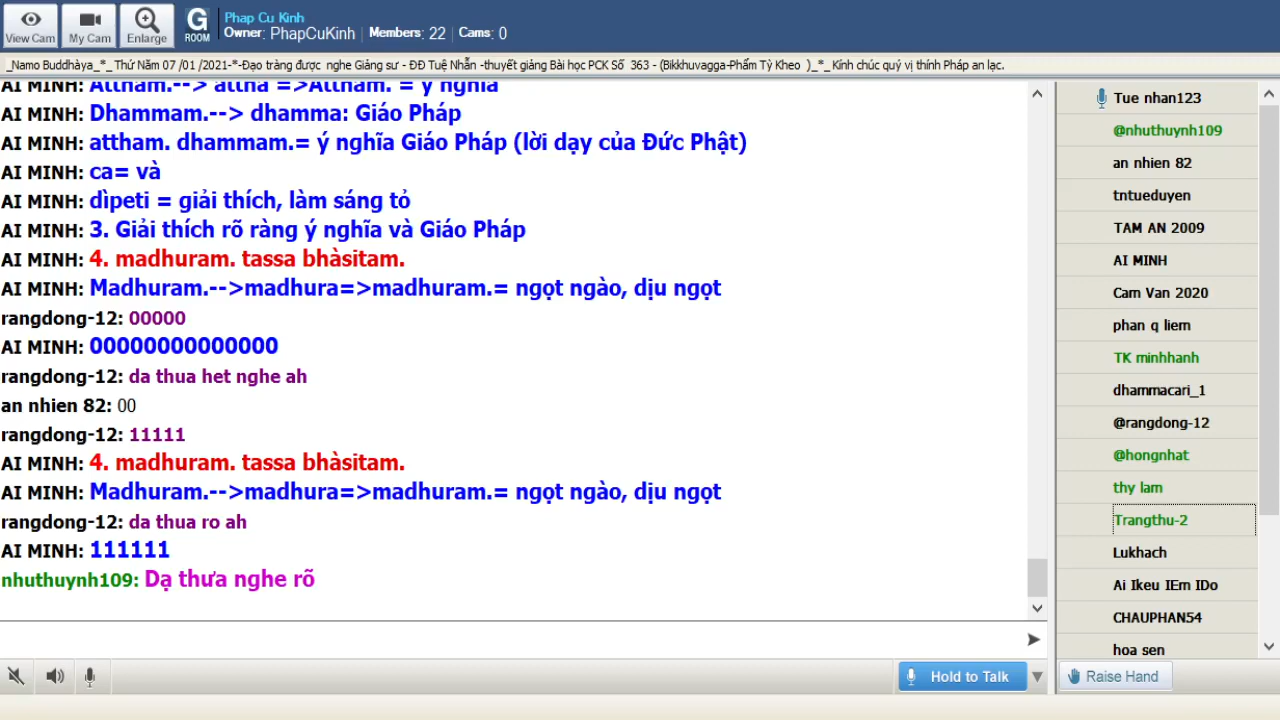 View Cam
My Cam
Enlarge
G
ROOM
Phap Cu Kinh
Owner: PhapCuKinh | Members: 22 | Cams: 0
_Namo Buddhàya_*_ Thứ Năm 07 /01 /2021-*-Đạo tràng được nghe Giảng sư - ĐĐ Tuệ Nhẫn -thuyết giảng Bài học PCK Số 363 - (Bikkhuvagga-Phẩm Tỳ Kheo )_*_ Kính chúc quý vị thính Pháp an lạc.
AI MINH: Attham.--> attha =>Attham. = ý nghĩa
AI MINH: Dhammam.--> dhamma: Giáo Pháp
AI MINH: attham. dhammam.= ý nghĩa Giáo Pháp (lời dạy của Đức Phật)
AI MINH: ca= và
AI MINH: dìpeti = giải thích, làm sáng tỏ
AI MINH: 3. Giải thích rõ ràng ý nghĩa và Giáo Pháp
AI MINH: 4. madhuram. tassa bhàsitam.
AI MINH: Madhuram.-->madhura=>madhuram.= ngọt ngào, dịu ngọt
rangdong-12: 00000
AI MINH: 00000000000000
rangdong-12: da thua het nghe ah
an nhien 82: 00
rangdong-12: 11111
AI MINH: 4. madhuram. tassa bhàsitam.
AI MINH: Madhuram.-->madhura=>madhuram.= ngọt ngào, dịu ngọt
rangdong-12: da thua ro ah
AI MINH: 111111
nhuthuynh109: Dạ thưa nghe rõ
Tue nhan123
@nhuthuynh109
an nhien 82
tntueduyen
TAM AN 2009
AI MINH
Cam Van 2020
phan q liem
TK minhhanh
dhammacari_1
@rangdong-12
@hongnhat
thy lam
Trangthu-2
Lukhach
Ai Ikeu IEm IDo
CHAUPHAN54
hoa sen
Hold to Talk
Raise Hand